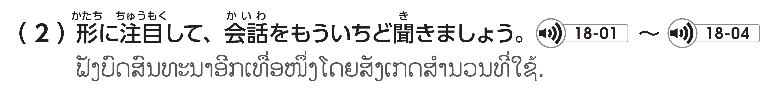 (2)形に注目して、会話をもういちど聞きましょう。 18-01 ~ 18-04
ຟັງບົດສົນທະນາອີກເທື່ອໜຶ່ງໂດຍສັງເກດສຳນວນທີ່ໃຊ້.